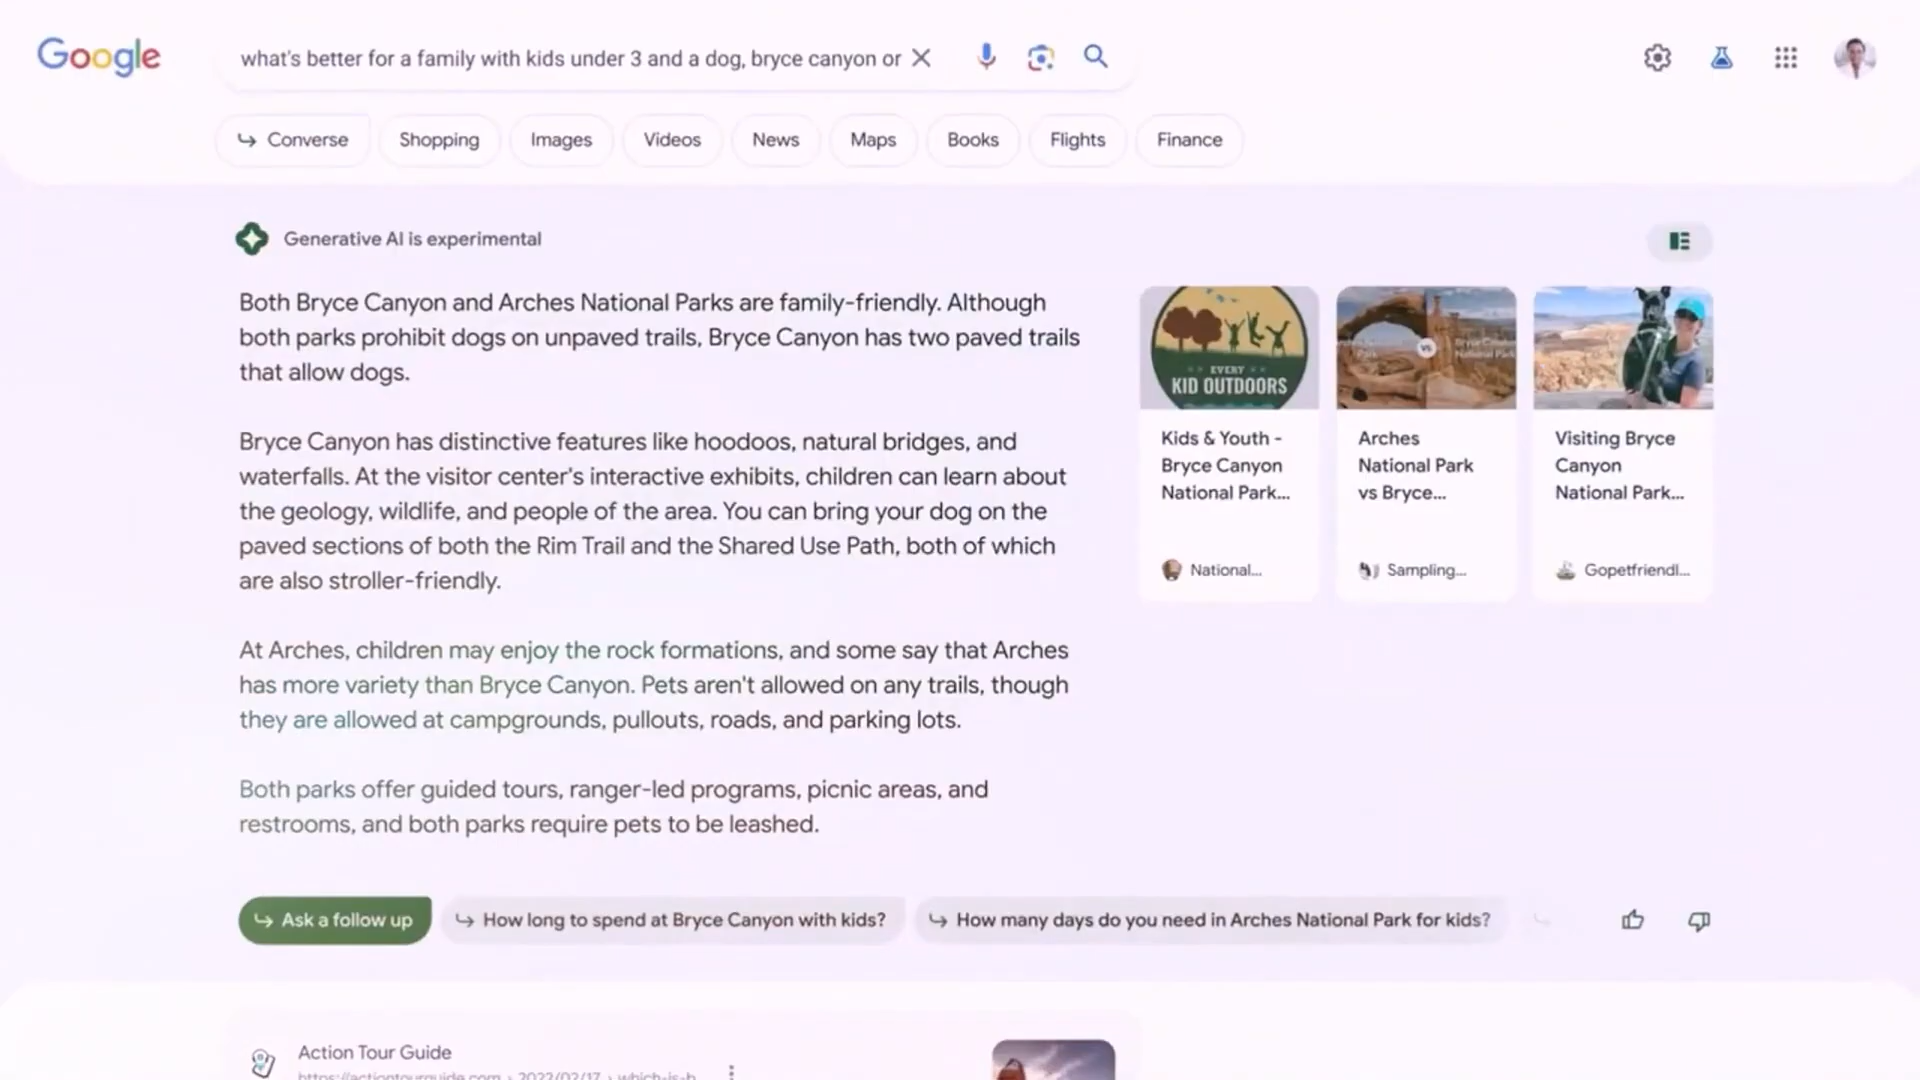 Google
what's better for a family with kids under 3 and a dog, bryce canyon or
Converse
Shopping
Images
Videos
News
Maps
Books
Flights
Finance
Generative AI is experimental
Both Bryce Canyon and Arches National Parks are family-friendly. Although
both parks prohibit dogs on unpaved trails, Bryce Canyon has two paved trails
that allow dogs.
Bryce Canyon has distinctive features like hoodoos, natural bridges, and
waterfalls. At the visitor center's interactive exhibits, children can learn about
the geology, wildlife, and people of the area. You can bring your dog on the
paved sections of both the Rim Trail and the Shared Use Path, both of which
are also stroller-friendly.
At Arches, children may enjoy the rock formations, and some say that Arches
has more variety than Bryce Canyon. Pets aren't allowed on any trails, though
they are allowed at campgrounds, pullouts, roads, and parking lots.
Both parks offer guided tours, ranger-led programs, picnic areas, and
restrooms, and both parks require pets to be leashed.
EVERY
KID OUTDOORS
Kids & Youth -
Bryce Canyon
National Park...
National...
VS
Arches
National Park
vs Bryce...
Sampling...
Visiting Bryce
Canyon
National Park...
Gopetfriendl...
Ask a follow up
How long to spend at Bryce Canyon with kids?
How many days do you need in Arches National Park for kids?
Action Tour Guide
https://actiontourguide.com › 2022/02/17 › which-is-b...